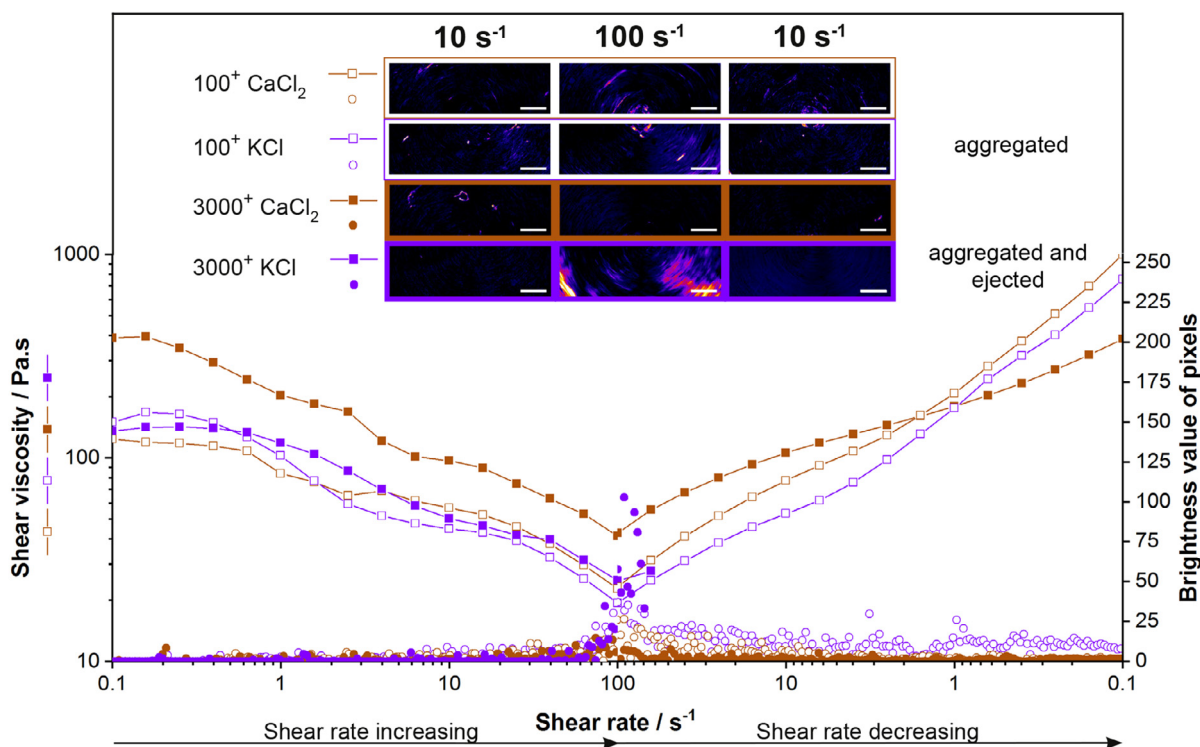 10 s⁻¹ 100 s⁻¹ 10 s⁻¹
100⁺ CaCl₂
100⁺ KCl
aggregated
3000⁺ CaCl₂
3000⁺ KCl
aggregated and
ejected
Shear viscosity / Pa.s
1000
100
10
250
225
200
175
150
125
100
75
50
25
0
Brightness value of pixels
0.1 1 10 100 10 1 0.1
Shear rate / s⁻¹
Shear rate increasing
Shear rate decreasing